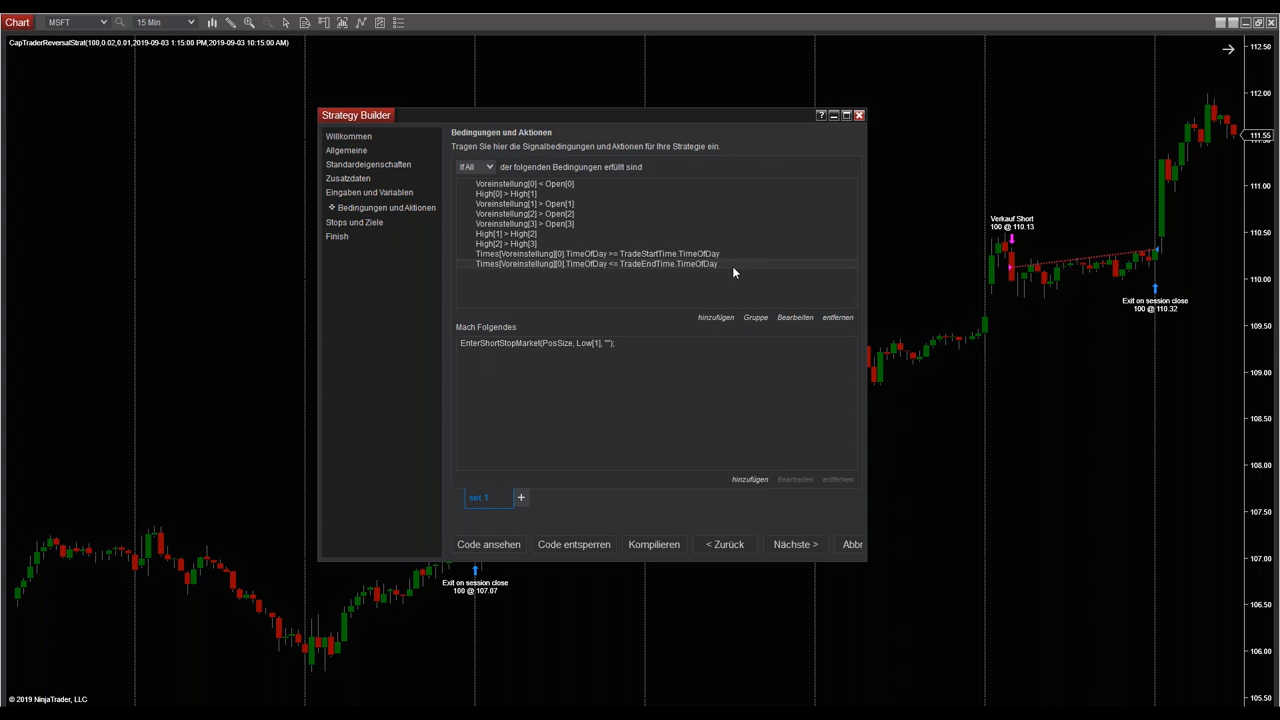 Chart
MSFT
15 Min
CapTraderReversalStrat(100,0.02,0.01,2019-09-03 1:15:00 PM,2019-09-03 10:15:00 AM)
Strategy Builder
?
Willkommen
Allgemeine
Standardeigenschaften
Zusatzdaten
Eingaben und Variablen
Bedingungen und Aktionen
Stops und Ziele
Finish
Bedingungen und Aktionen
Tragen Sie hier die Signalbedingungen und Aktionen für Ihre Strategie ein.
If All
der folgenden Bedingungen erfüllt sind
Voreinstellung[0] < Open[0]
High[0] > High[1]
Voreinstellung[1] > Open[1]
Voreinstellung[2] > Open[2]
Voreinstellung[3] > Open[3]
High[1] > High[2]
High[2] > High[3]
Times[Voreinstellung][0].TimeOfDay >= TradeStartTime.TimeOfDay
Times[Voreinstellung][0].TimeOfDay <= TradeEndTime.TimeOfDay
hinzufügen Gruppe Bearbeiten entfernen
Mach Folgendes
EnterShortStopMarket(PosSize, Low[1], "");
hinzufügen Bearbeiten entfernen
set 1
+
Code ansehen
Code entsperren
Kompilieren
< Zurück
Nächste >
Abbr
Exit on session close
100 @ 107.07
Verkauf Short
100 @ 110.13
Exit on session close
100 @ 110.32
112.50
112.00
111.55
111.00
110.50
110.00
109.50
109.00
108.50
108.00
107.50
107.00
106.50
106.00
105.50
© 2019 NinjaTrader, LLC